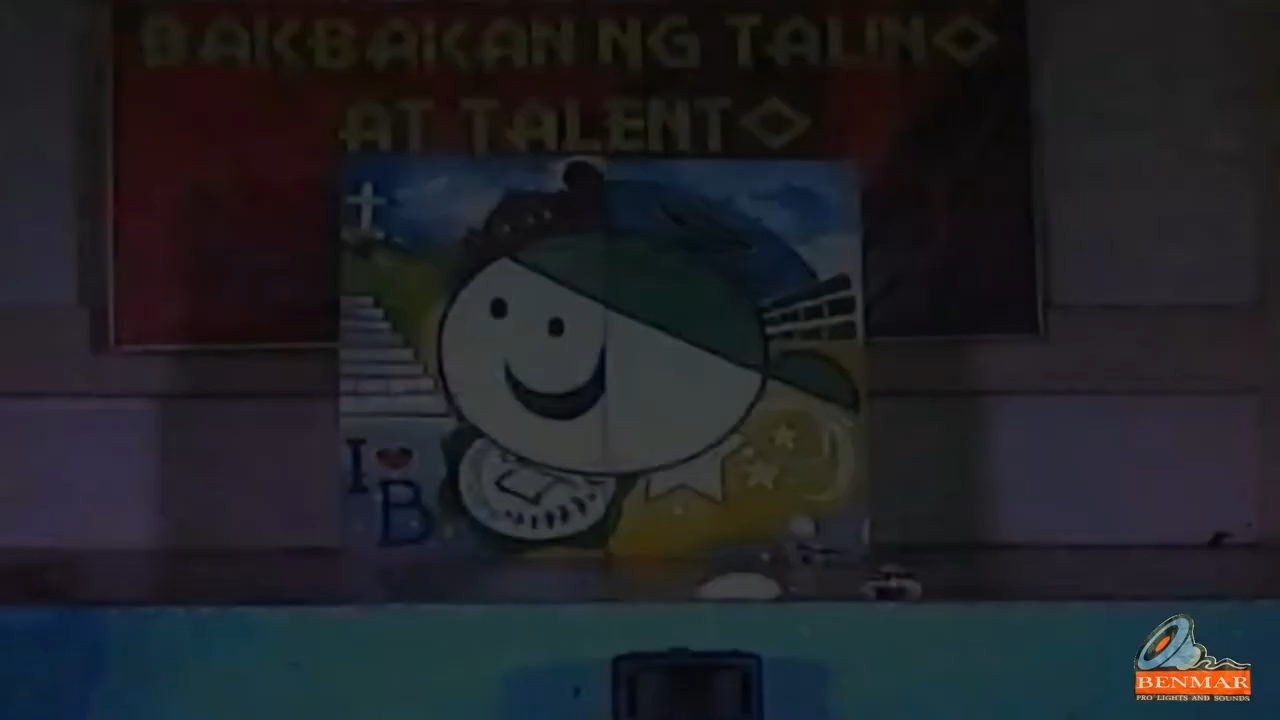 BAKBAKAN NG TALINO
AT TALENTO
I
B
BENMAR
PRO LIGHTS AND SOUNDS